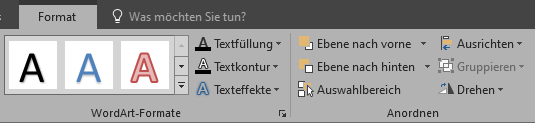 Format Was möchten Sie tun?
A A A Textfüllung Ebene nach vorne Ausrichten
Textkontur Ebene nach hinten Gruppieren
Texteffekte Auswahlbereich Drehen
WordArt-Formate Anordnen